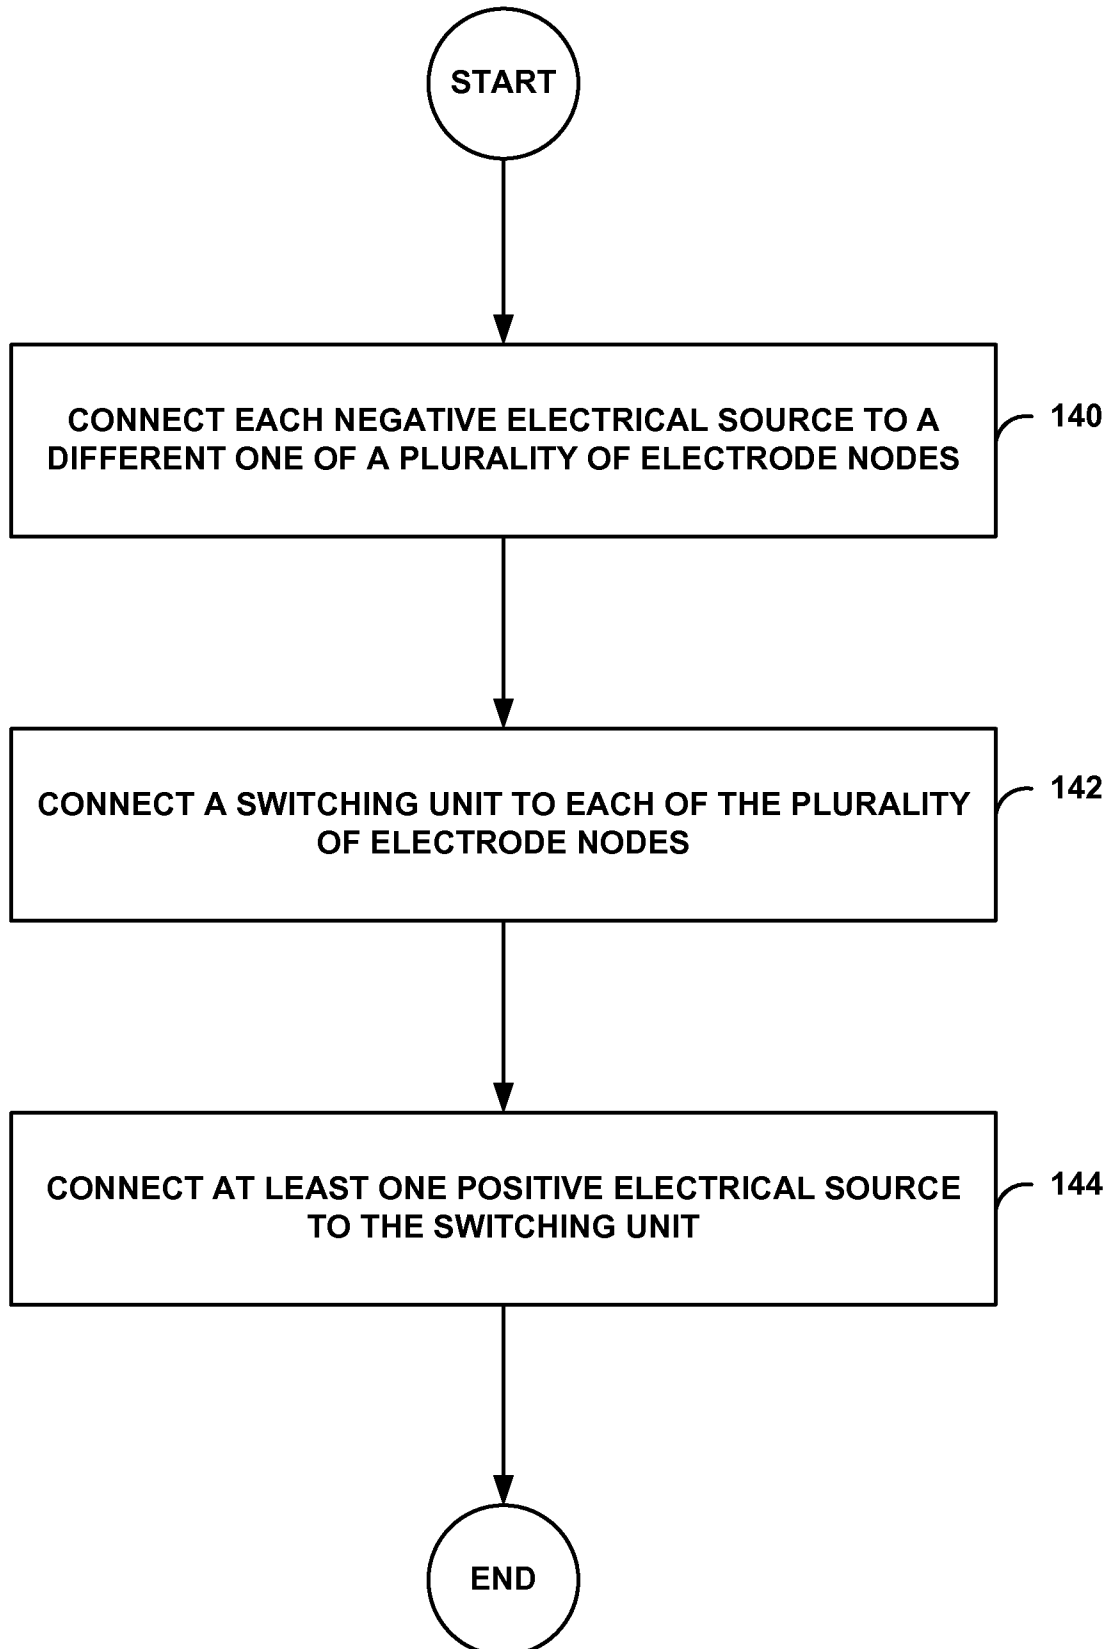 START
CONNECT EACH NEGATIVE ELECTRICAL SOURCE TO A
DIFFERENT ONE OF A PLURALITY OF ELECTRODE NODES
140
CONNECT A SWITCHING UNIT TO EACH OF THE PLURALITY
OF ELECTRODE NODES
142
CONNECT AT LEAST ONE POSITIVE ELECTRICAL SOURCE
TO THE SWITCHING UNIT
144
END